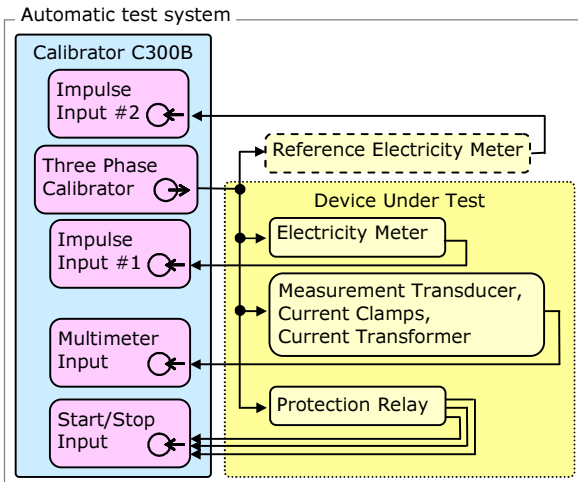 Automatic test system
Calibrator C300B
Impulse
Input #2
Three Phase
Calibrator
Impulse
Input #1
Multimeter
Input
Start/Stop
Input
Reference Electricity Meter
Device Under Test
Electricity Meter
Measurement Transducer,
Current Clamps,
Current Transformer
Protection Relay